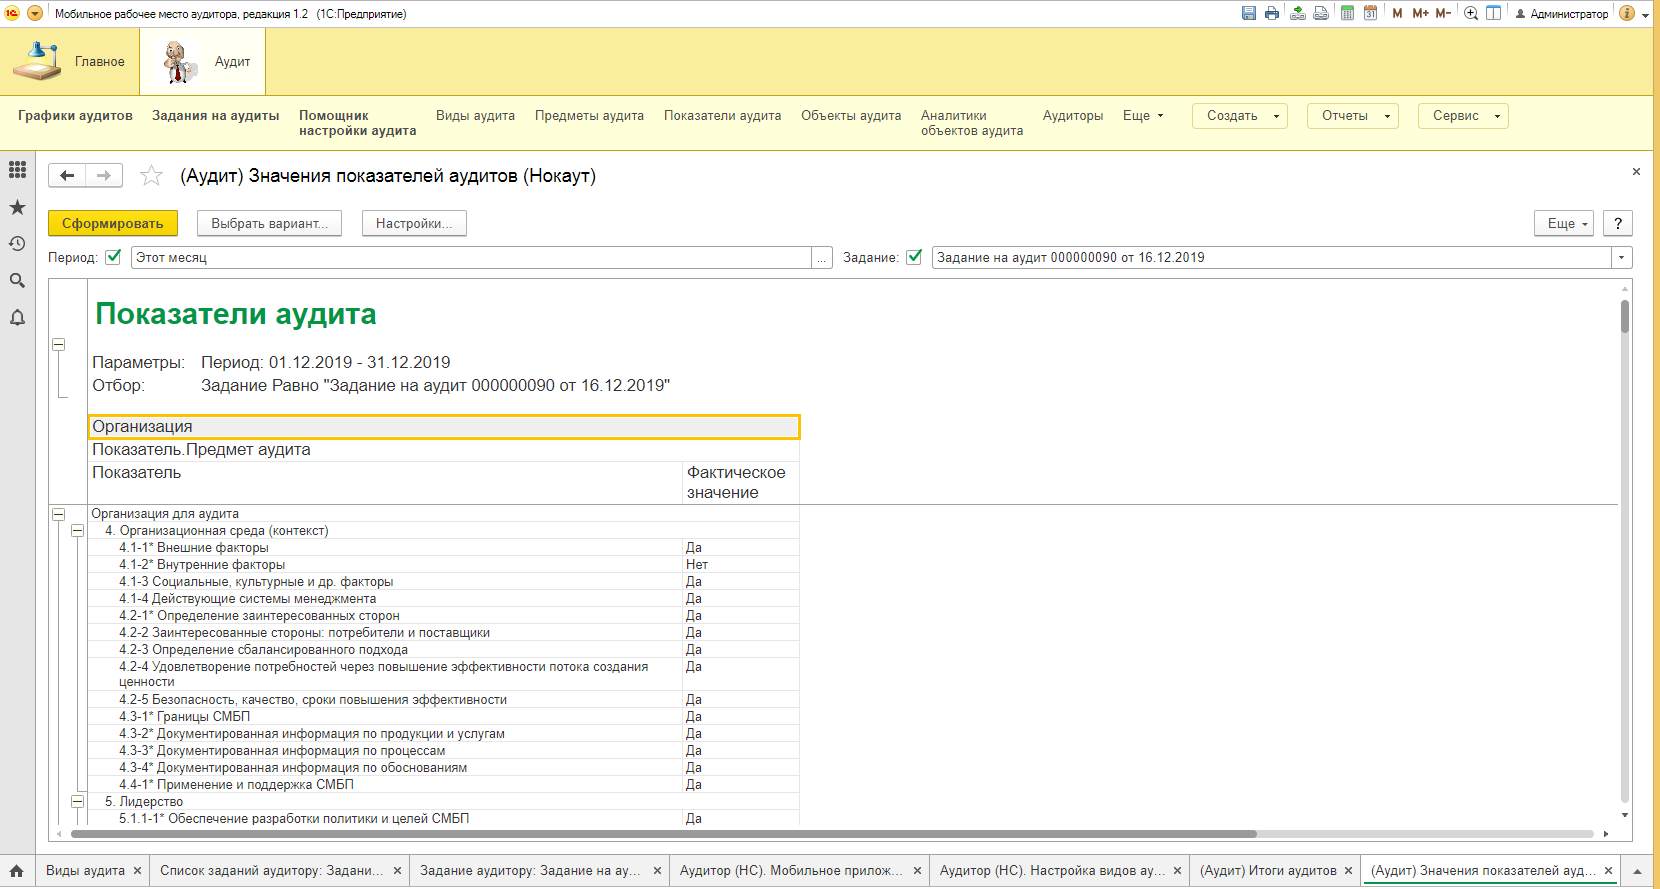 Мобильное рабочее место аудитора, редакция 1.2 (1С:Предприятие)
M M+ M- Администратор
Главное
Аудит
Графики аудитов
Задания на аудиты
Помощник
настройки аудита
Виды аудита
Предметы аудита
Показатели аудита
Объекты аудита
Аналитики
объектов аудита
Аудиторы
Еще
Создать
Отчеты
Сервис
(Аудит) Значения показателей аудитов (Нокаут)
Сформировать
Выбрать вариант...
Настройки...
Еще
?
Период:
Этот месяц
...
Задание:
Задание на аудит 000000090 от 16.12.2019
Показатели аудита
Параметры: Период: 01.12.2019 - 31.12.2019
Отбор: Задание Равно "Задание на аудит 000000090 от 16.12.2019"
Организация
Показатель.Предмет аудита
Показатель
Фактическое
значение
Организация для аудита
4. Организационная среда (контекст)
4.1-1* Внешние факторы Да
4.1-2* Внутренние факторы Нет
4.1-3 Социальные, культурные и др. факторы Да
4.1-4 Действующие системы менеджмента Да
4.2-1* Определение заинтересованных сторон Да
4.2-2 Заинтересованные стороны: потребители и поставщики Да
4.2-3 Определение сбалансированного подхода Да
4.2-4 Удовлетворение потребностей через повышение эффективности потока создания Да
ценности
4.2-5 Безопасность, качество, сроки повышения эффективности Да
4.3-1* Границы СМБП Да
4.3-2* Документированная информация по продукции и услугам Да
4.3-3* Документированная информация по процессам Да
4.3-4* Документированная информация по обоснованиям Да
4.4-1* Применение и поддержка СМБП Да
5. Лидерство
5.1.1-1* Обеспечение разработки политики и целей СМБП Да
Виды аудита
Список заданий аудитору: Задани...
Задание аудитору: Задание на ау...
Аудитор (НС). Мобильное прилож...
Аудитор (НС). Настройка видов ау...
(Аудит) Итоги аудитов
(Аудит) Значения показателей ауд...